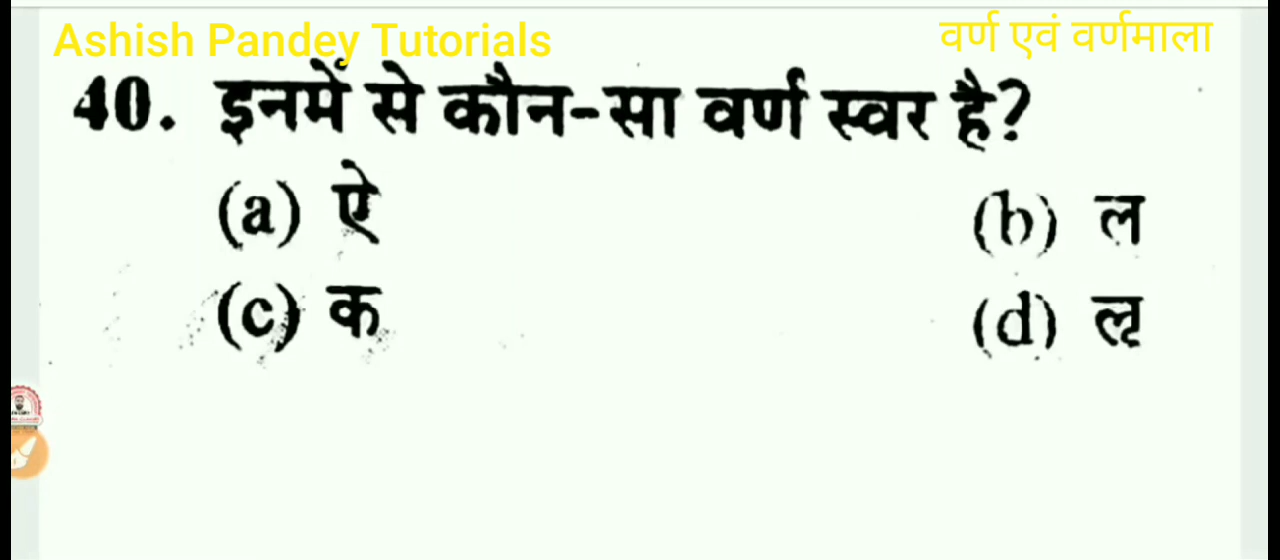 Ashish Pandey Tutorials वर्ण एवं वर्णमाला
40. इनमें से कौन-सा वर्ण स्वर है?
(a) ऐ (b) ल
(c) क (d) ऌ